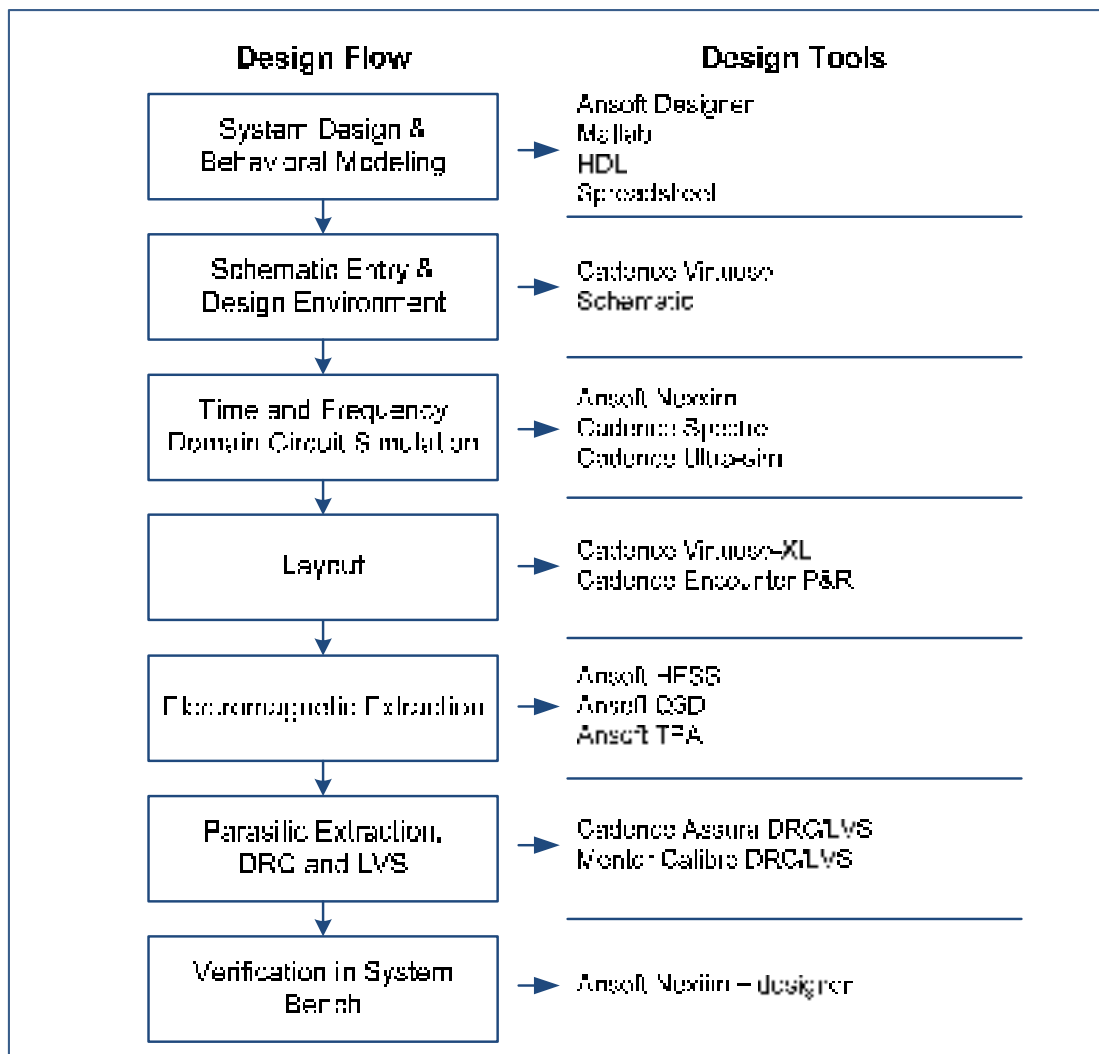 Design Flow
Design Tools
System Design &
Behavioral Modeling
Ansoft Designer
Matlab
HDL
Spreadsheet
Schematic Entry &
Design Environment
Cadence Virtuoso
Schematic
Time and Frequency
Domain Circuit Simulation
Ansoft Nexxim
Cadence Spectre
Cadence Ultra-sim
Layout
Cadence Virtuoso-XL
Cadence Encounter P&R
Electromagnetic Extraction
Ansoft HFSS
Ansoft Q3D
Ansoft TPA
Parasitic Extraction,
DRC and LVS
Cadence Assura DRC/LVS
Mentor Calibre DRC/LVS
Verification in System
Bench
Ansoft – designer